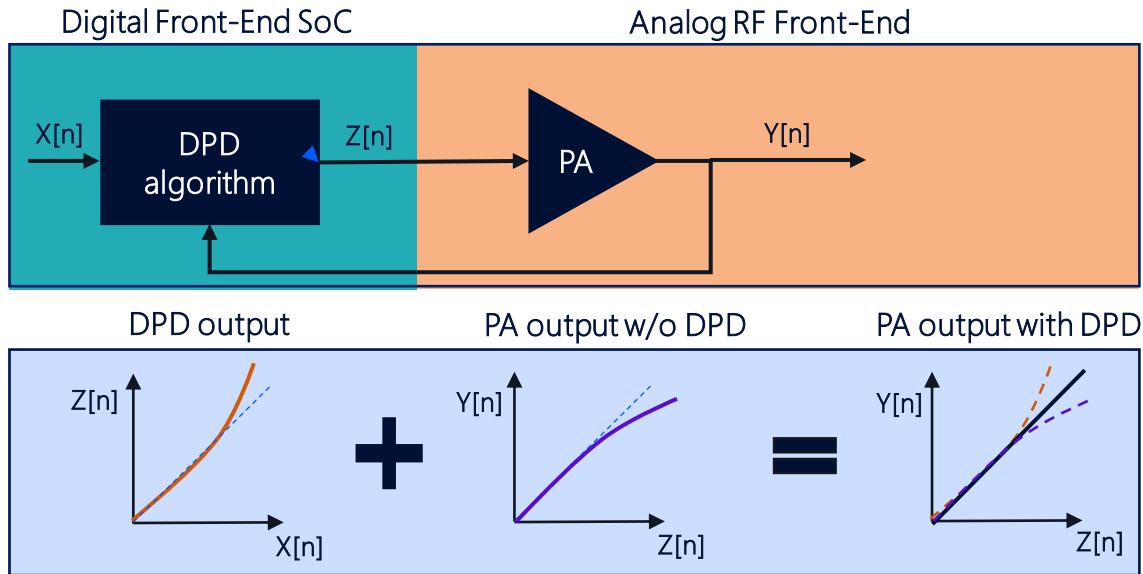 Digital Front-End SoC
Analog RF Front-End
X[n]
DPD
algorithm
Z[n]
PA
Y[n]
DPD output
PA output w/o DPD
PA output with DPD
Z[n]
X[n]
Y[n]
Z[n]
Y[n]
Z[n]